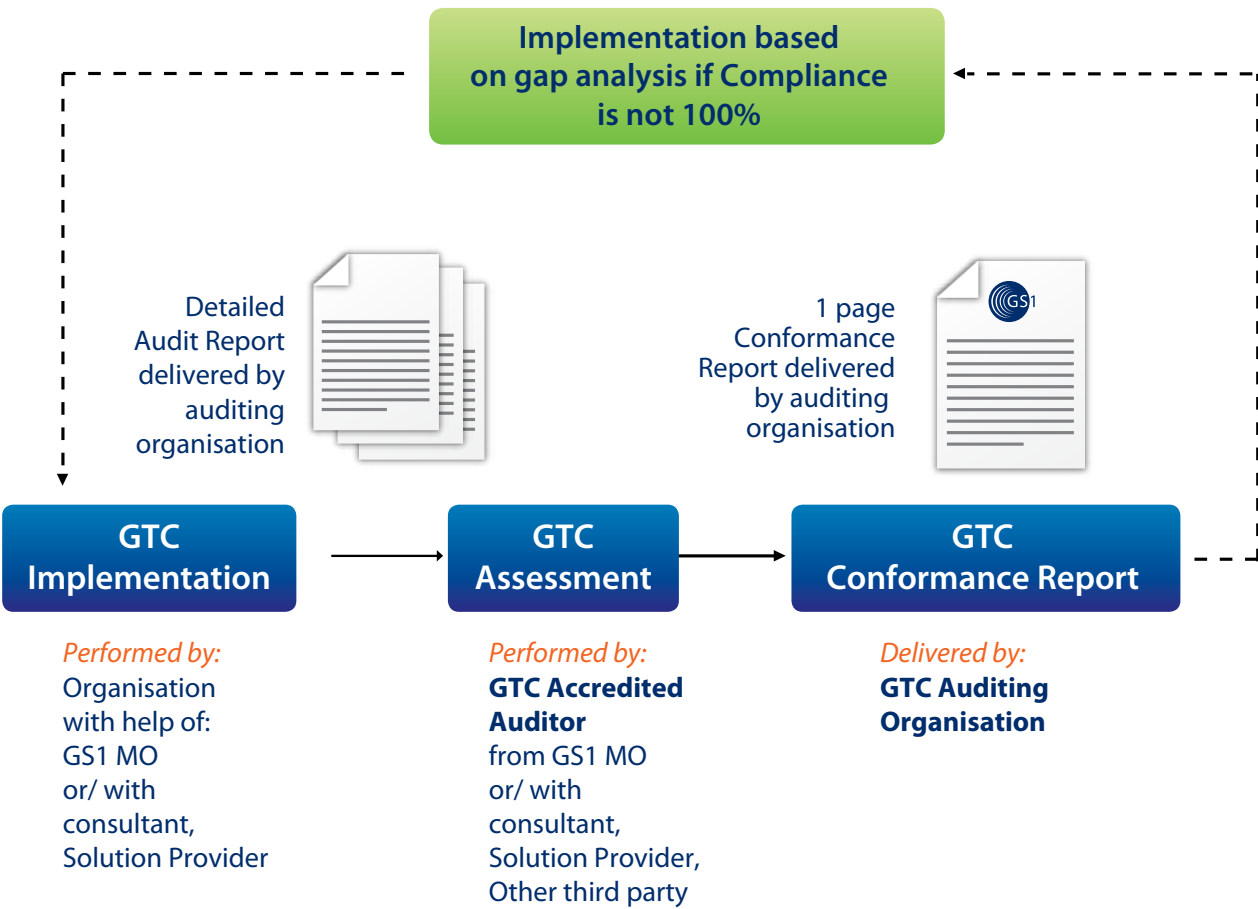 Implementation based
on gap analysis if Compliance
is not 100%
Detailed
Audit Report
delivered by
auditing
organisation
1 page
Conformance
Report delivered
by auditing
organisation
GS1
GTC
Implementation
GTC
Assessment
GTC
Conformance Report
Performed by:
Organisation
with help of:
GS1 MO
or/ with
consultant,
Solution Provider
Performed by:
GTC Accredited
Auditor
from GS1 MO
or/ with
consultant,
Solution Provider,
Other third party
Delivered by:
GTC Auditing
Organisation